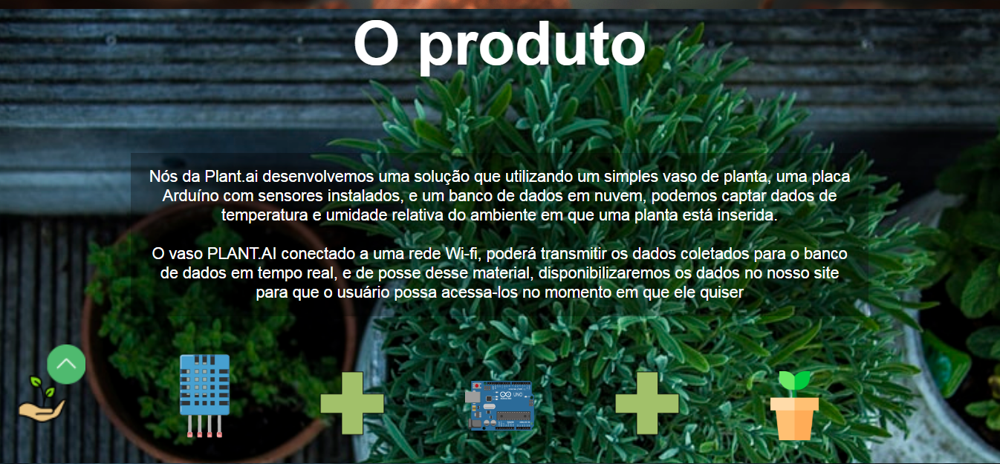 O produto
Nós da Plant.ai desenvolvemos uma solução que utilizando um simples vaso de planta, uma placa
Arduíno com sensores instalados, e um banco de dados em nuvem, podemos captar dados de
temperatura e umidade relativa do ambiente em que uma planta está inserida.
O vaso PLANT.AI conectado a uma rede Wi-fi, poderá transmitir os dados coletados para o banco
de dados em tempo real, e de posse desse material, disponibilizaremos os dados no nosso site
para que o usuário possa acessa-los no momento em que ele quiser
UNO